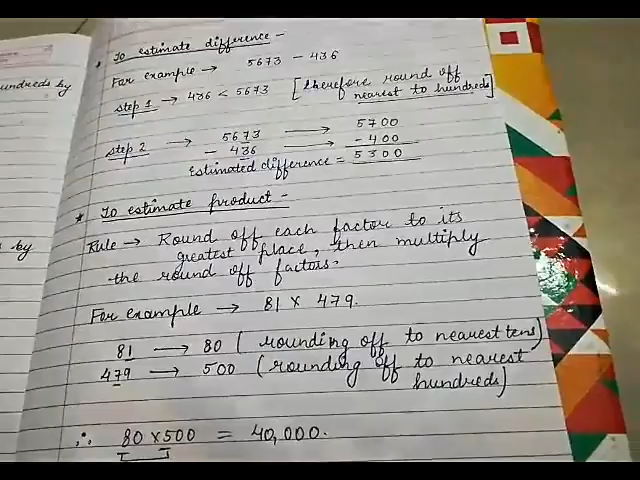 To estimate difference -
For example → 5673 - 436
undreds by
step 1 → 436 < 5673 [therefore round off nearest to hundreds]
step 2 → 5673 → 5700
- 436 → - 400
Estimated difference = 5300
* To estimate product -
by
Rule → Round off each factor to its
greatest place, then multiply
the round off factors.
For example → 81 × 479.
81 → 80 (rounding off to nearest tens)
479 → 500 (rounding off to nearest
hundreds)
∴ 80 × 500 = 40,000.